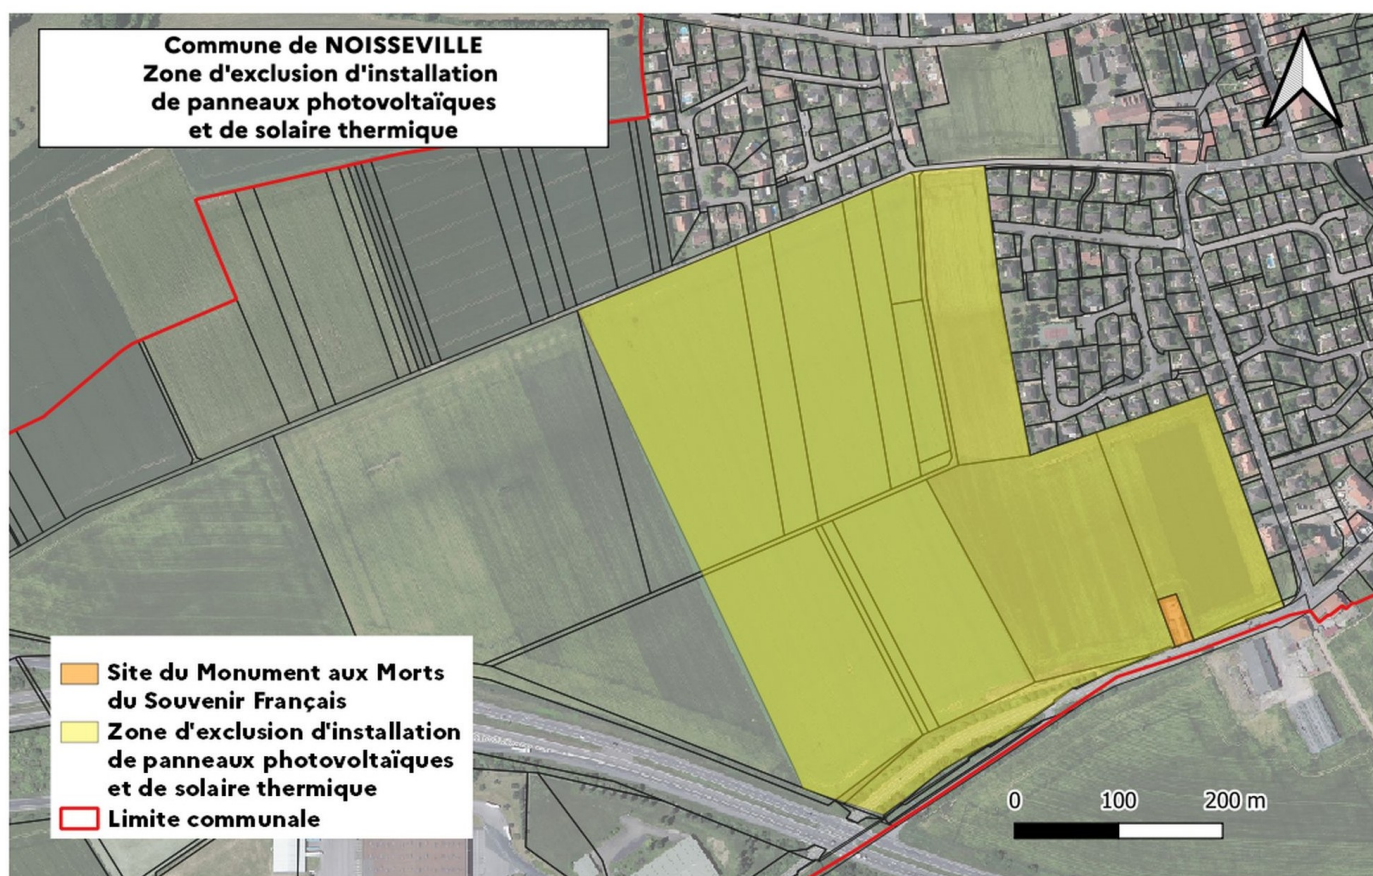 Commune de NOISSEVILLE
Zone d'exclusion d'installation
de panneaux photovoltaïques
et de solaire thermique
Site du Monument aux Morts
du Souvenir Français
Zone d'exclusion d'installation
de panneaux photovoltaïques
et de solaire thermique
Limite communale
0 100 200 m